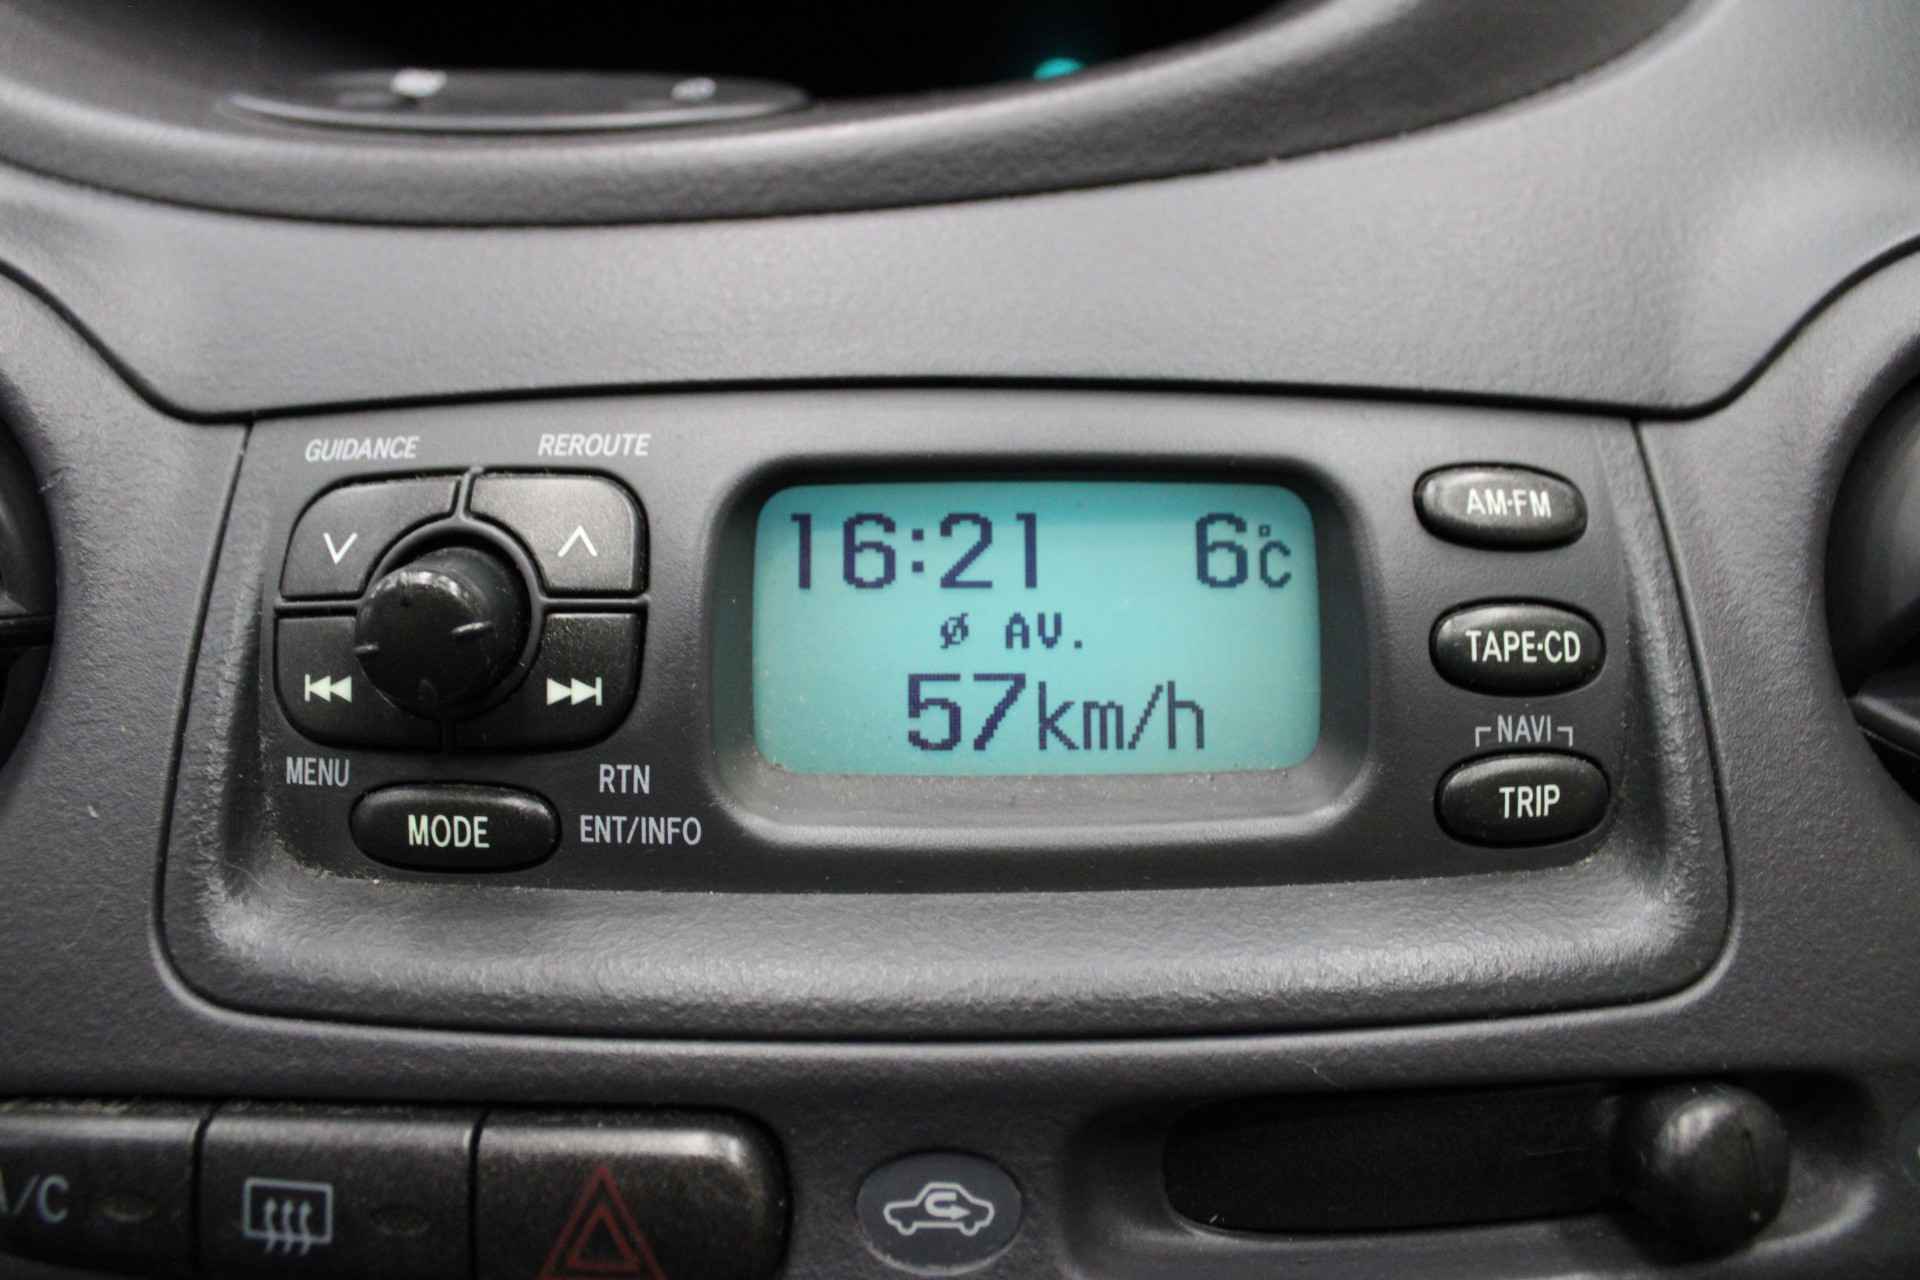 GUIDANCE REROUTE
16:21 6°C
Ø AV.
57km/h
AM·FM
TAPE·CD
NAVI
TRIP
MENU RTN
MODE ENT/INFO
A/C